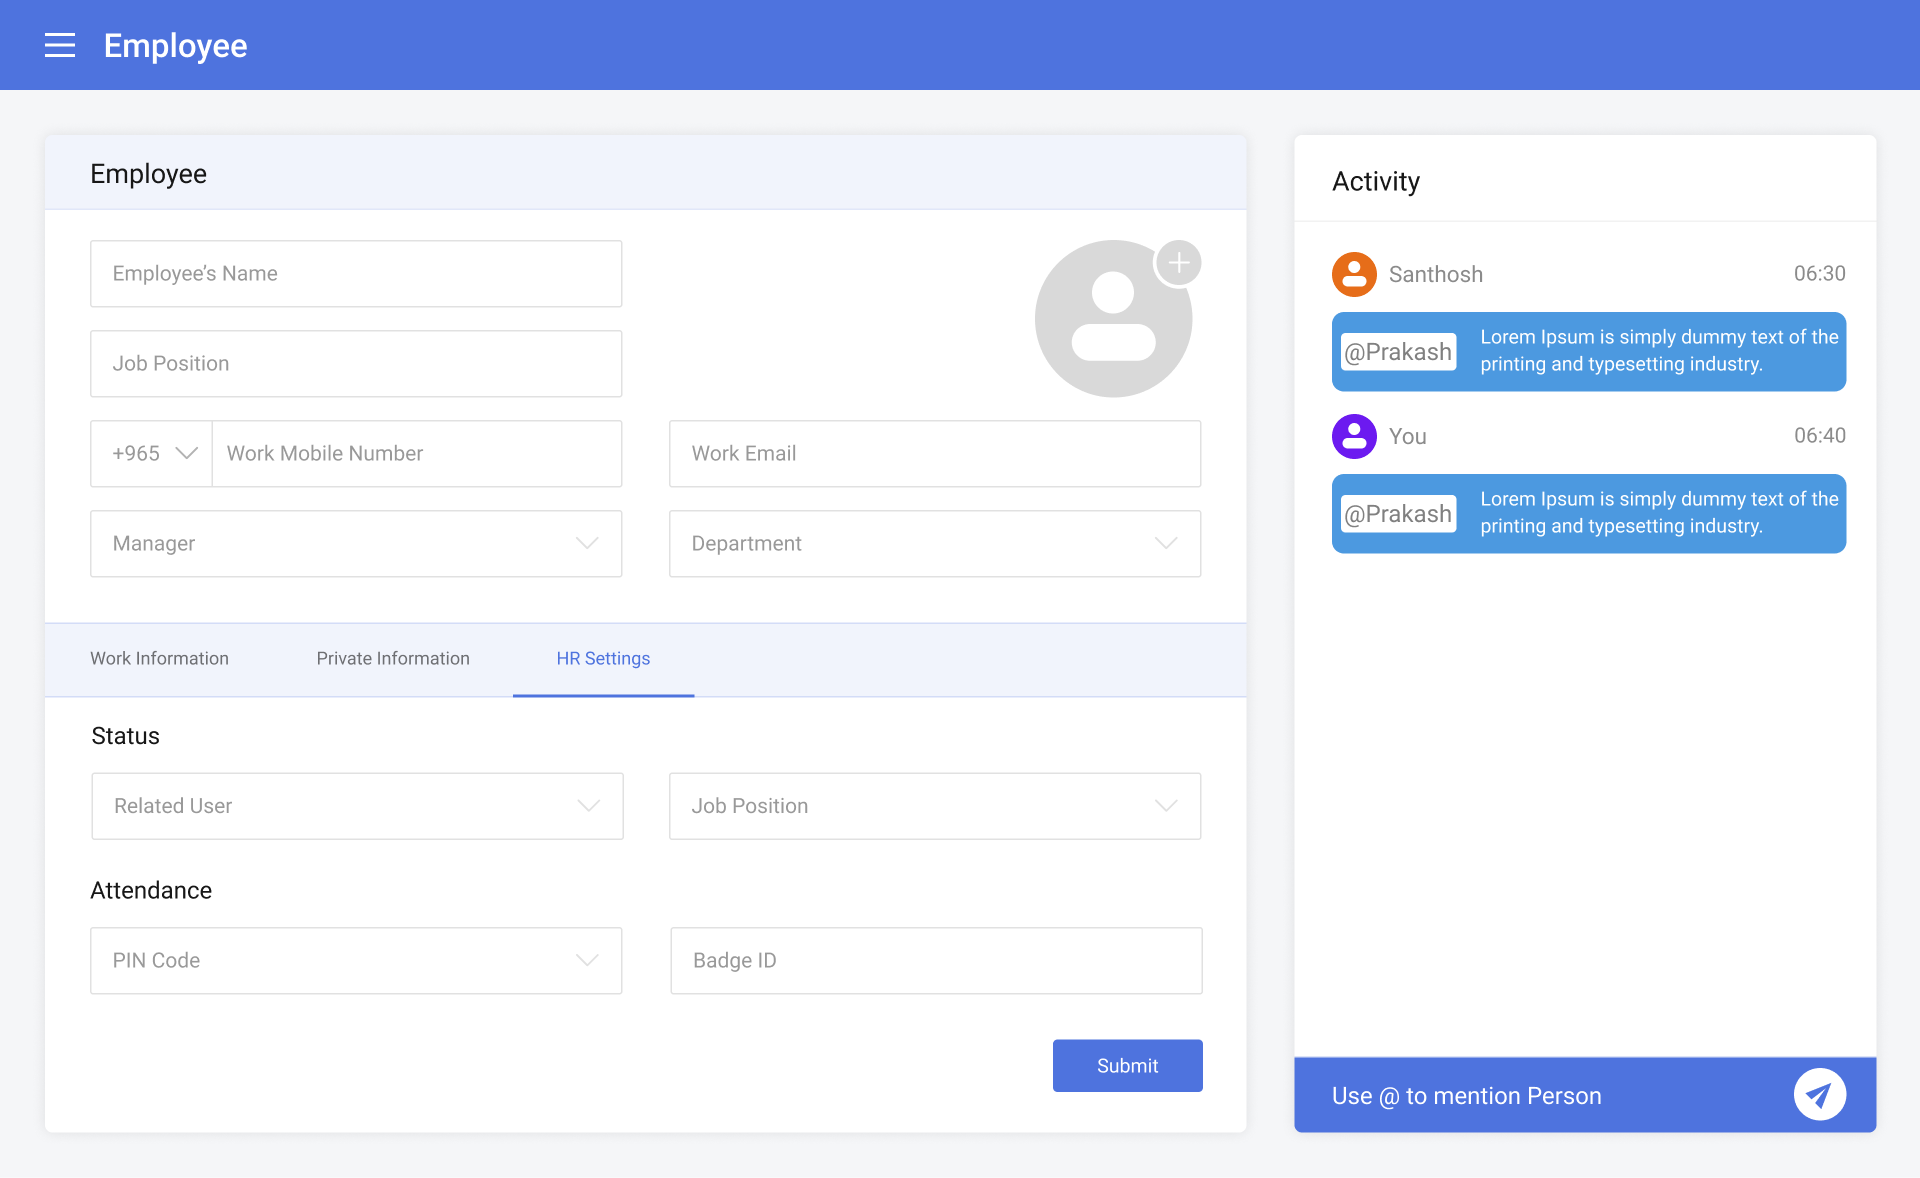 Employee
Employee
Employee’s Name
Job Position
+965
Work Mobile Number
Work Email
Manager
Department
Work Information
Private Information
HR Settings
Status
Related User
Job Position
Attendance
PIN Code
Badge ID
Submit
Activity
Santhosh
06:30
@Prakash
Lorem Ipsum is simply dummy text of the
printing and typesetting industry.
You
06:40
@Prakash
Lorem Ipsum is simply dummy text of the
printing and typesetting industry.
Use @ to mention Person